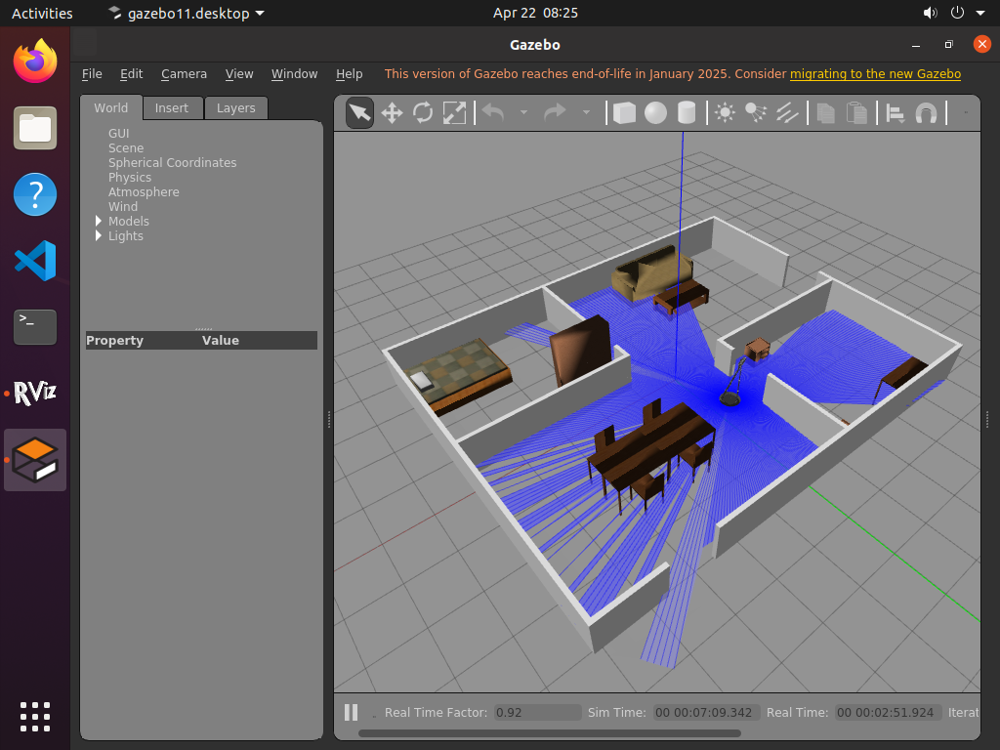 Activities gazebo11.desktop Apr 22 08:25
Gazebo
File Edit Camera View Window Help This version of Gazebo reaches end-of-life in January 2025. Consider migrating to the new Gazebo
World Insert Layers
GUI
Scene
Spherical Coordinates
Physics
Atmosphere
Wind
Models
Lights
Property Value
?
>_
RViz
Real Time Factor: 0.92 Sim Time: 00 00:07:09.342 Real Time: 00 00:02:51.924 Iterat